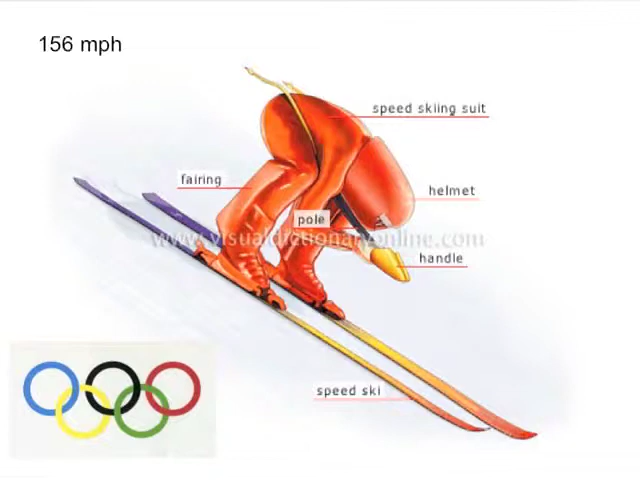 156 mph
speed skiing suit
fairing
helmet
pole
www.visualdictionaryonline.com
handle
speed ski